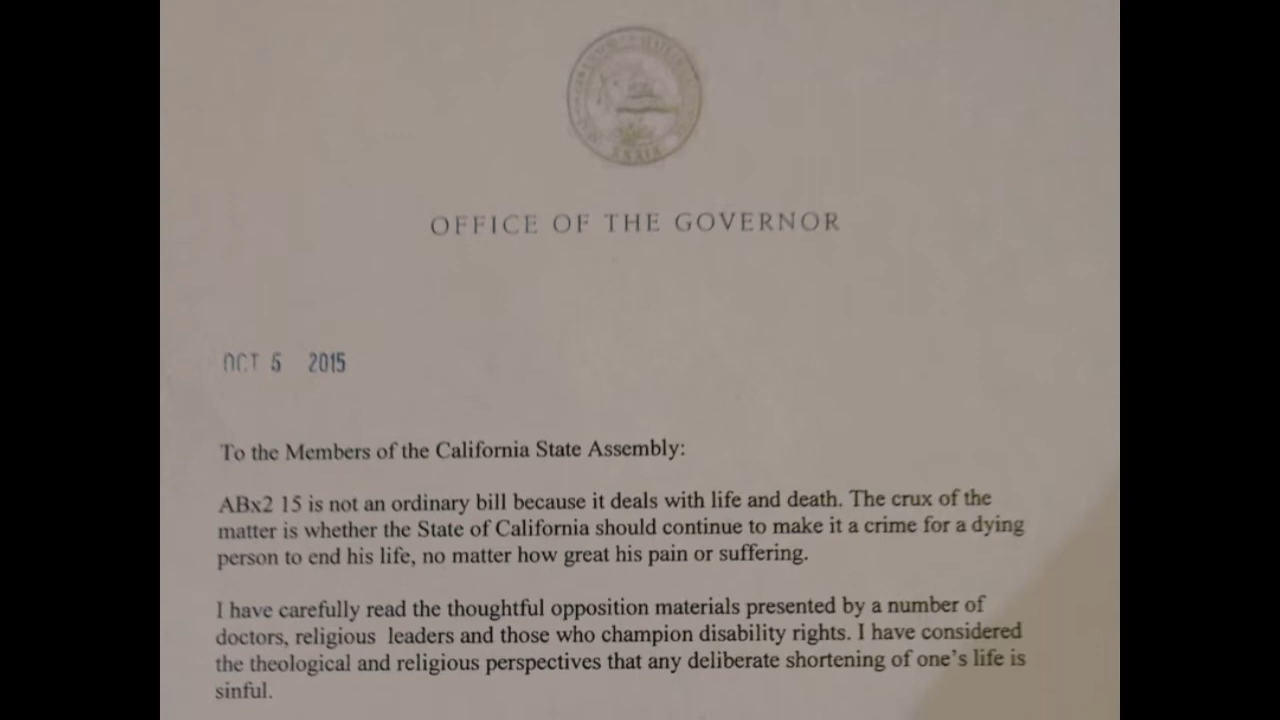 OFFICE OF THE GOVERNOR
OCT 5 2015
To the Members of the California State Assembly:
ABx2 15 is not an ordinary bill because it deals with life and death. The crux of the
matter is whether the State of California should continue to make it a crime for a dying
person to end his life, no matter how great his pain or suffering.
I have carefully read the thoughtful opposition materials presented by a number of
doctors, religious leaders and those who champion disability rights. I have considered
the theological and religious perspectives that any deliberate shortening of one’s life is
sinful.